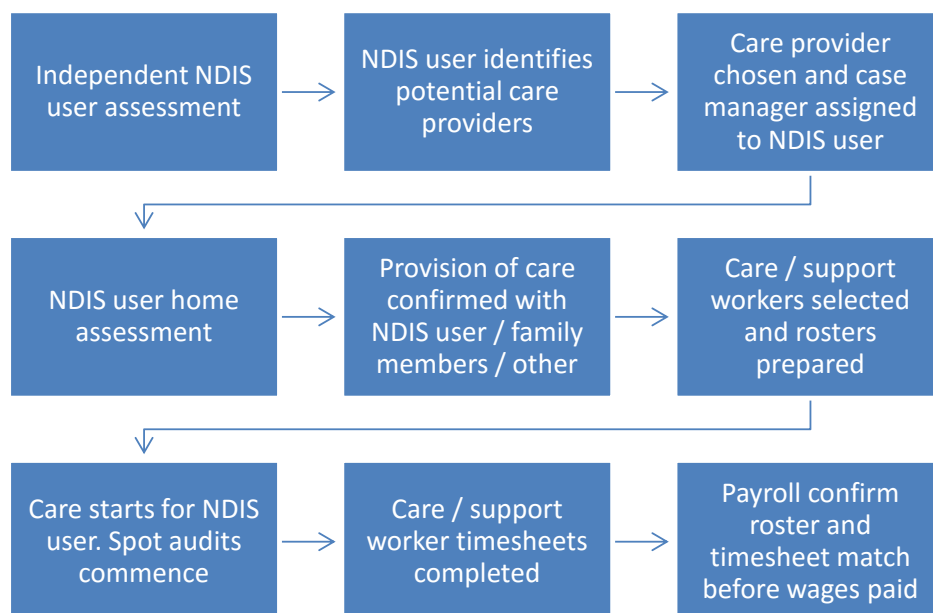 Independent NDIS
user assessment
NDIS user identifies
potential care
providers
Care provider
chosen and case
manager assigned
to NDIS user
NDIS user home
assessment
Provision of care
confirmed with
NDIS user / family
members / other
Care / support
workers selected
and rosters
prepared
Care starts for NDIS
user. Spot audits
commence
Care / support
worker timesheets
completed
Payroll confirm
roster and
timesheet match
before wages paid